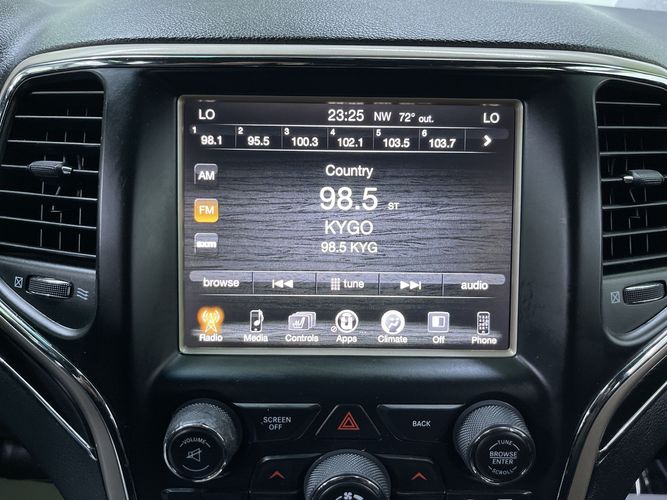 LO 23:25 NW 72° out. LO
1 98.1 2 95.5 3 100.3 4 102.1 5 103.5 6 103.7
AM
Country
FM
98.5 ST
KYGO
sxm
98.5 KYG
browse tune audio
Radio Media Controls Apps Climate Off Phone
VOLUME
SCREEN OFF
BACK
TUNE
BROWSE
ENTER
SCROLL